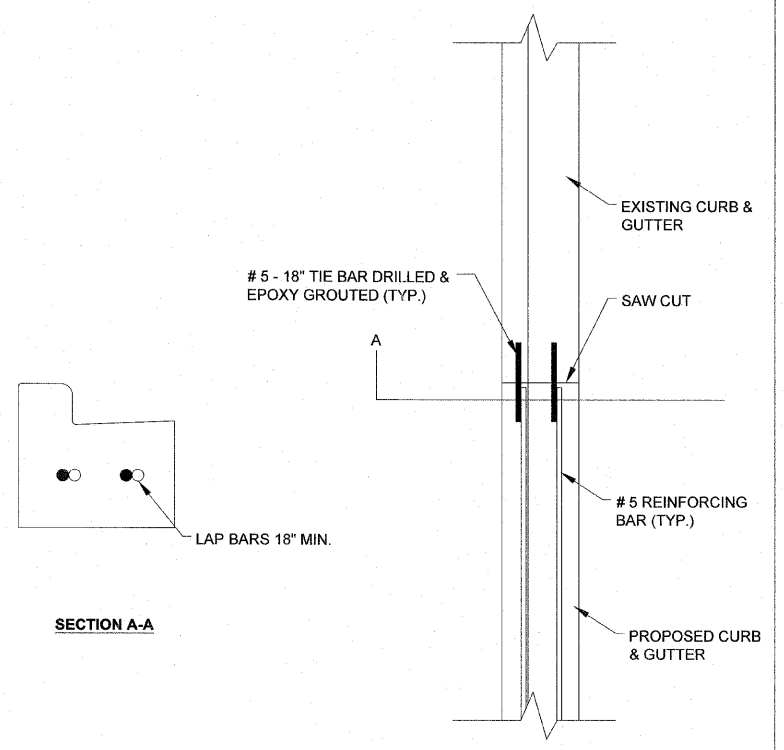 EXISTING CURB &
GUTTER
# 5 - 18" TIE BAR DRILLED &
EPOXY GROUTED (TYP.)
SAW CUT
A
# 5 REINFORCING
BAR (TYP.)
LAP BARS 18" MIN.
SECTION A-A
PROPOSED CURB
& GUTTER